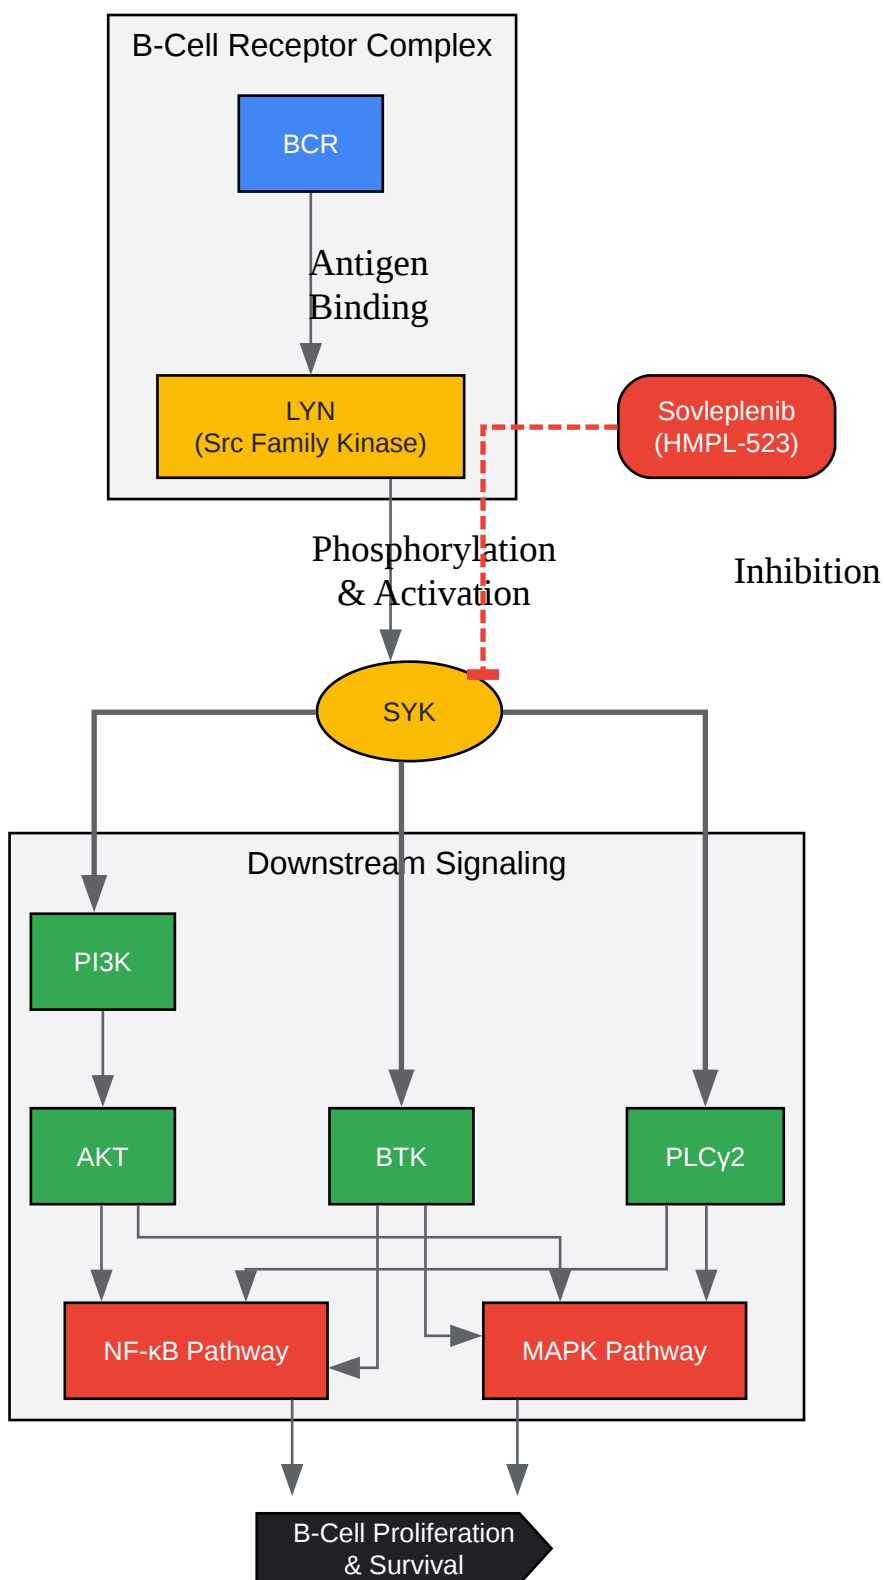 B-Cell Receptor Complex
BCR
Antigen
Binding
LYN
(Src Family Kinase)
Sovleplenib
(HMPL-523)
Phosphorylation
& Activation
Inhibition
SYK
Downstream Signaling
PI3K
AKT
BTK
PLCγ2
NF-κB Pathway
MAPK Pathway
B-Cell Proliferation
& Survival